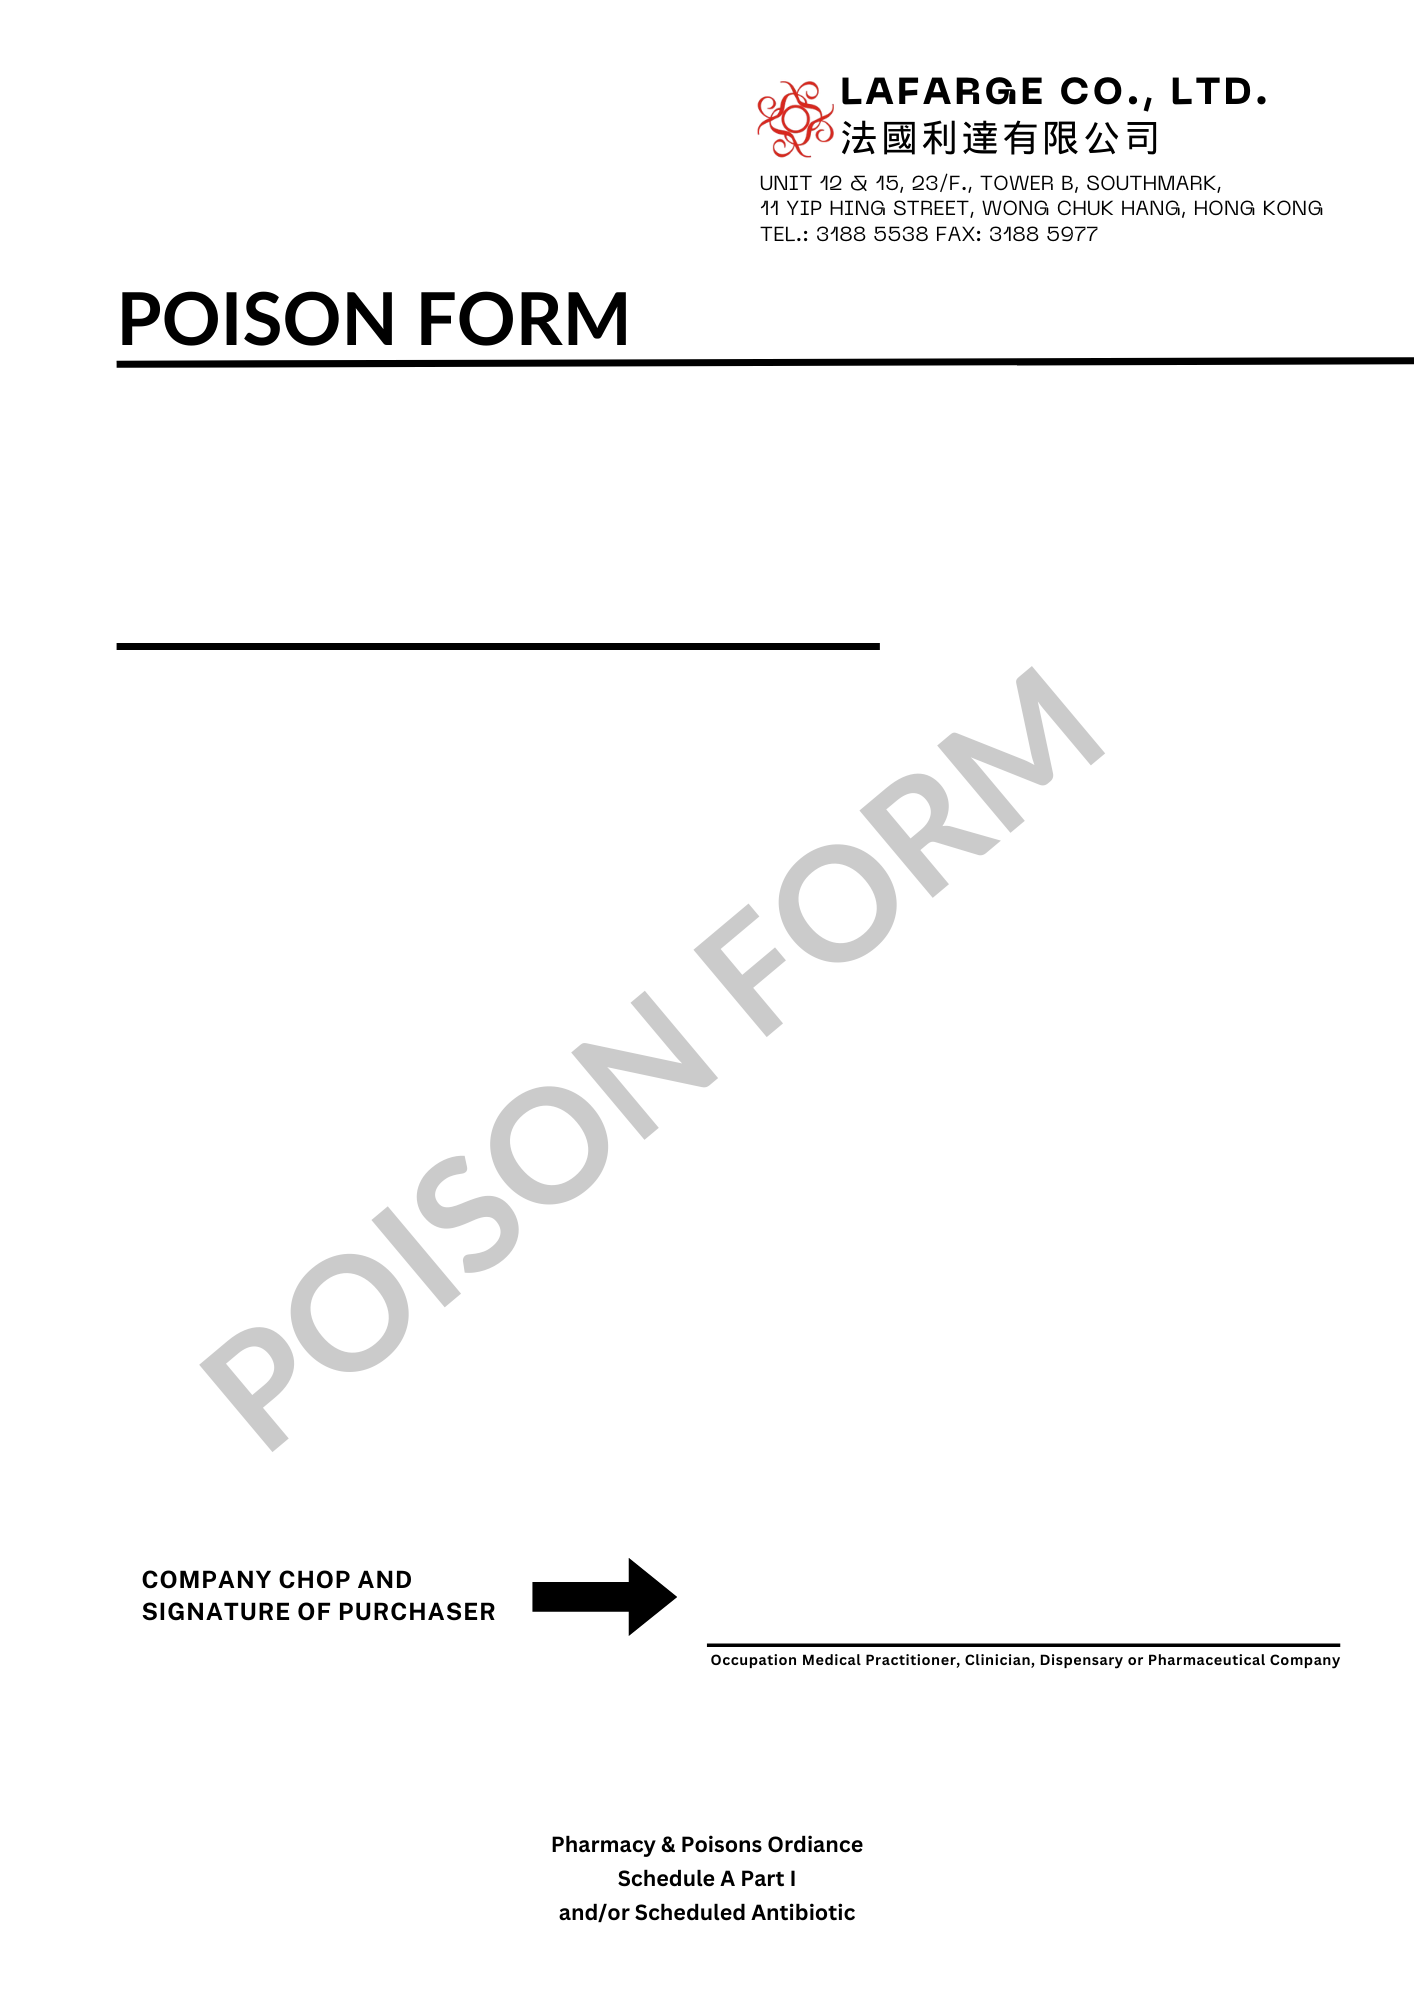 LAFARGE CO., LTD.
法國利達有限公司
UNIT 12 & 15, 23/F., TOWER B, SOUTHMARK,
11 YIP HING STREET, WONG CHUK HANG, HONG KONG
TEL.: 3188 5538 FAX: 3188 5977
POISON FORM
POISON FORM
COMPANY CHOP AND
SIGNATURE OF PURCHASER
Occupation Medical Practitioner, Clinician, Dispensary or Pharmaceutical Company
Pharmacy & Poisons Ordiance
Schedule A Part I
and/or Scheduled Antibiotic